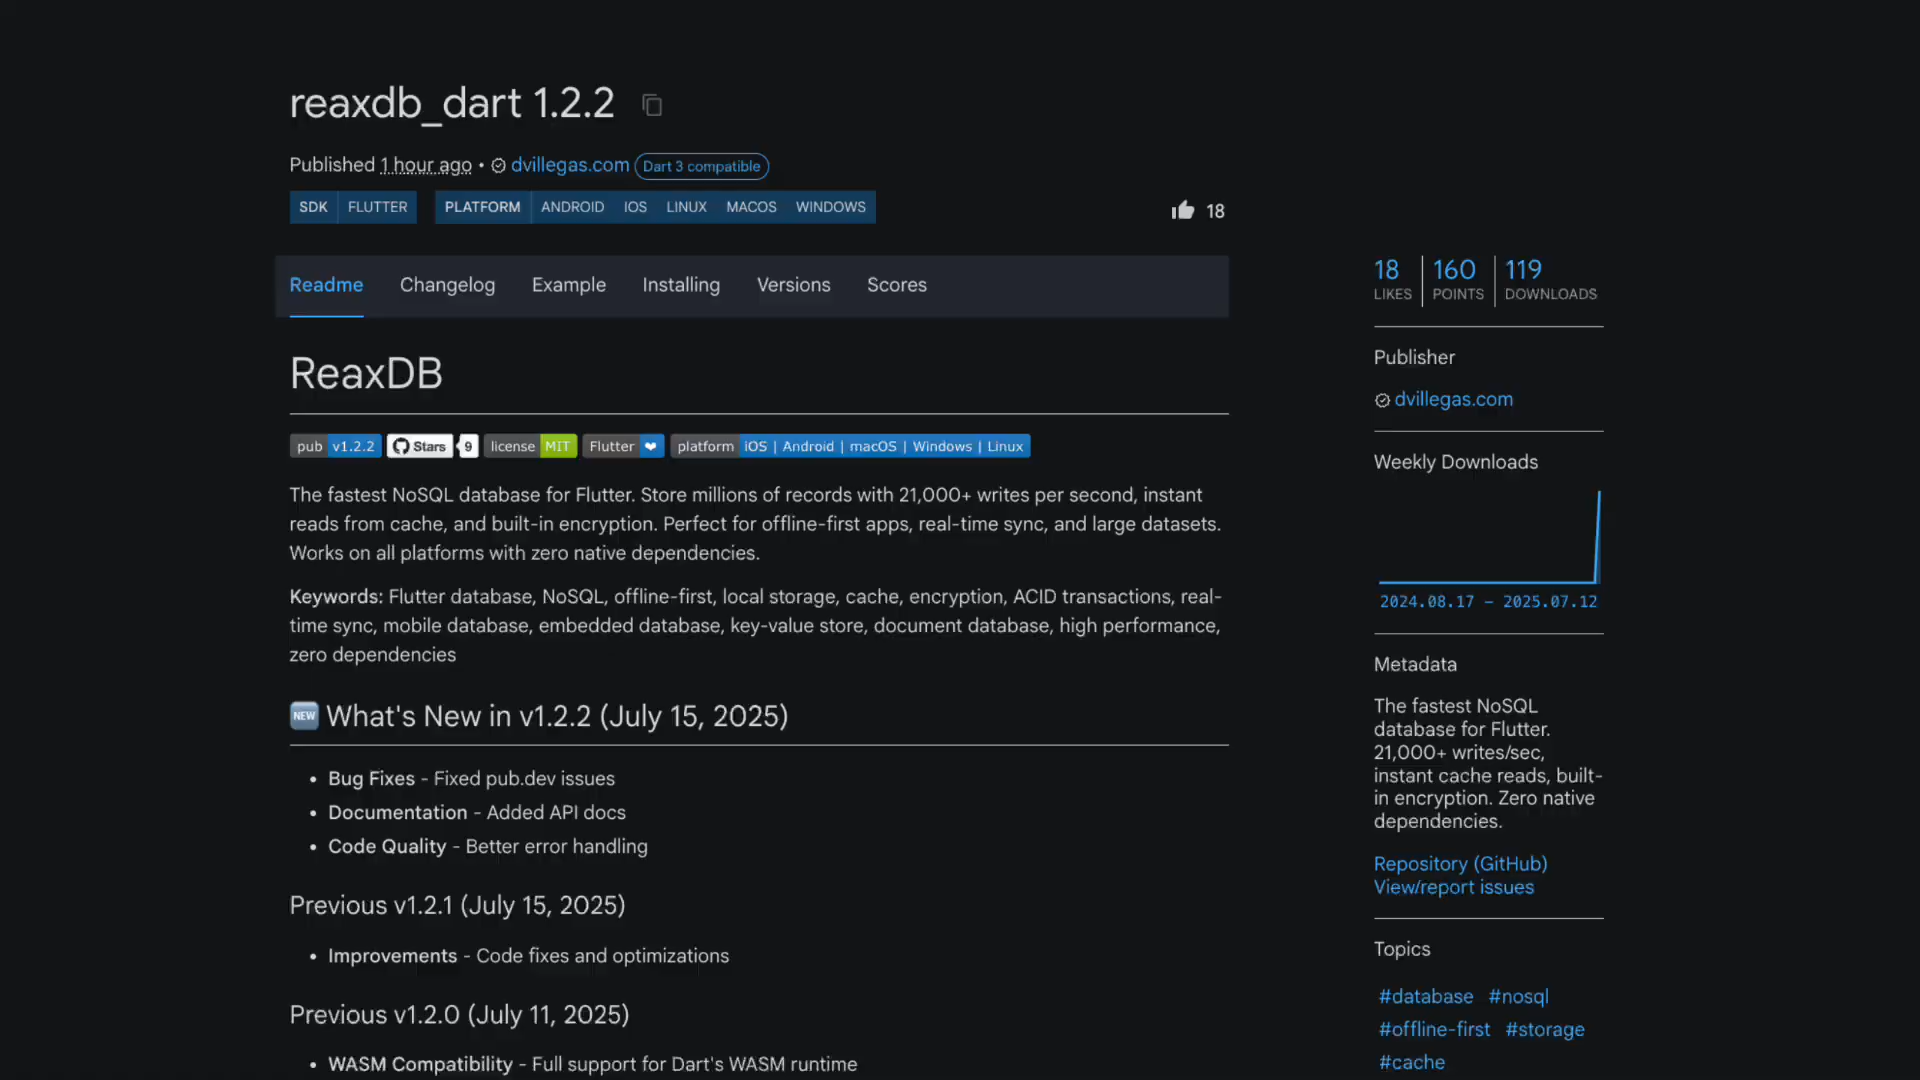 reaxdb_dart 1.2.2
Published 1 hour ago • dvillegas.com Dart 3 compatible
SDK FLUTTER PLATFORM ANDROID IOS LINUX MACOS WINDOWS
18
Readme Changelog Example Installing Versions Scores
ReaxDB
pub v1.2.2 Stars 9 license MIT Flutter ❤ platform iOS | Android | macOS | Windows | Linux
The fastest NoSQL database for Flutter. Store millions of records with 21,000+ writes per second, instant
reads from cache, and built-in encryption. Perfect for offline-first apps, real-time sync, and large datasets.
Works on all platforms with zero native dependencies.
Keywords: Flutter database, NoSQL, offline-first, local storage, cache, encryption, ACID transactions, real-
time sync, mobile database, embedded database, key-value store, document database, high performance,
zero dependencies
NEW What's New in v1.2.2 (July 15, 2025)
• Bug Fixes - Fixed pub.dev issues
• Documentation - Added API docs
• Code Quality - Better error handling
Previous v1.2.1 (July 15, 2025)
• Improvements - Code fixes and optimizations
Previous v1.2.0 (July 11, 2025)
• WASM Compatibility - Full support for Dart's WASM runtime
18 160 119
LIKES POINTS DOWNLOADS
Publisher
dvillegas.com
Weekly Downloads
2024.08.17 - 2025.07.12
Metadata
The fastest NoSQL
database for Flutter.
21,000+ writes/sec,
instant cache reads, built-
in encryption. Zero native
dependencies.
Repository (GitHub)
View/report issues
Topics
#database #nosql
#offline-first #storage
#cache